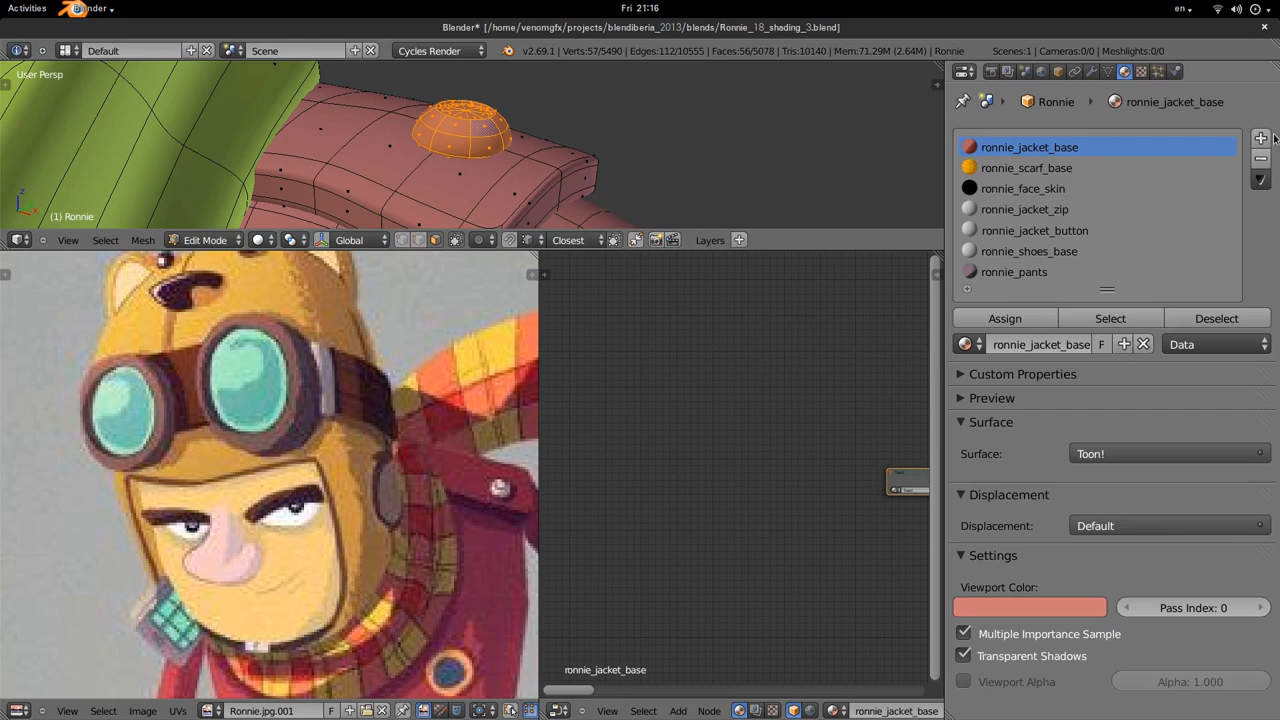 Activities Blender Fri 21:16 en
Blender* [/home/venomgfx/projects/blendiberia_2013/blends/Ronnie_18_shading_3.blend]
Default Scene Cycles Render v2.69.1 | Verts:57/5490 | Edges:112/10555 | Faces:56/5078 | Tris:10140 | Mem:71.29M (2.64M) | Ronnie Scenes:1 | Cameras:0/0 | Meshlights:0/0
User Persp
Ronnie ronnie_jacket_base
ronnie_jacket_base
ronnie_scarf_base
ronnie_face_skin
ronnie_jacket_zip
ronnie_jacket_button
ronnie_shoes_base
ronnie_pants
z
x
(1) Ronnie
View Select Mesh Edit Mode Global Closest Layers
Assign Select Deselect
ronnie_jacket_base F Data
Custom Properties
Preview
Surface
Surface: Toon!
Displacement
Displacement: Default
Settings
Viewport Color:
Pass Index: 0
Multiple Importance Sample
Transparent Shadows
Viewport Alpha Alpha: 1.000
ronnie_jacket_base
View Select Image UVs Ronnie.jpg.001 F View Select Add Node ronnie_jacket_base